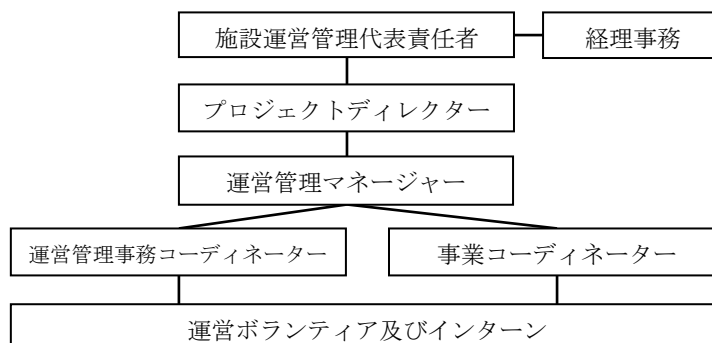 施設運営管理代表責任者
経理事務
プロジェクトディレクター
運営管理マネージャー
運営管理事務コーディネーター
事業コーディネーター
運営ボランティア及びインターン